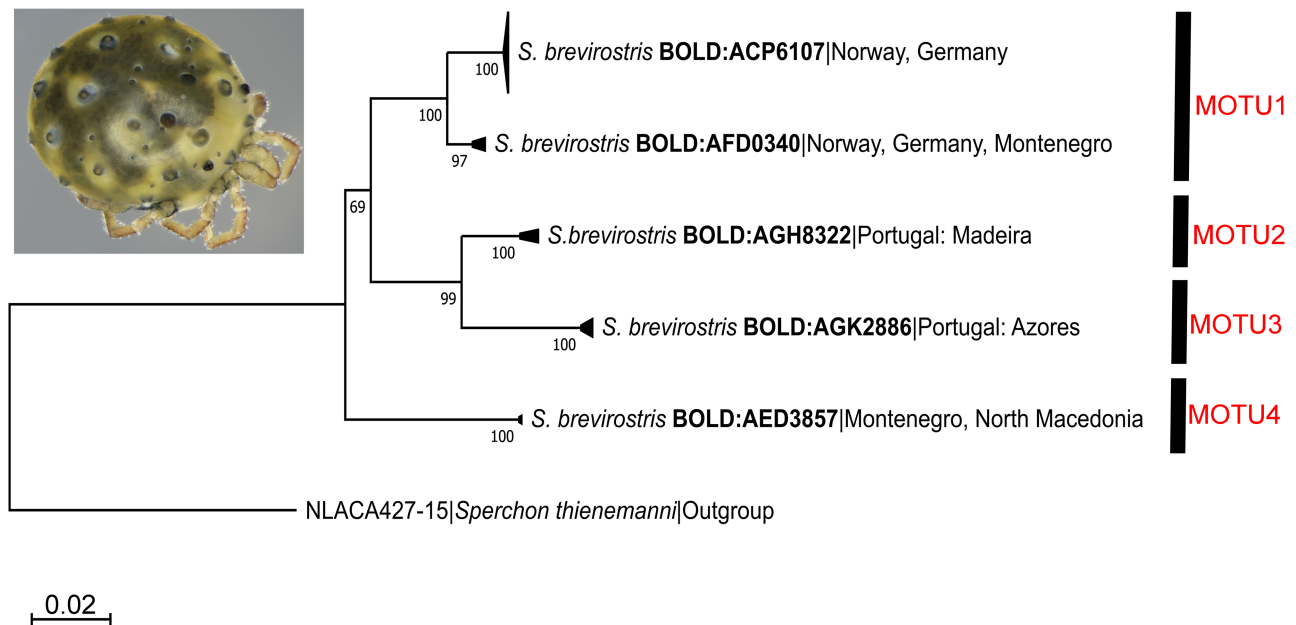 S. brevirostris BOLD:ACP6107|Norway, Germany
100
MOTU1
100
S. brevirostris BOLD:AFD0340|Norway, Germany, Montenegro
97
69
S.brevirostris BOLD:AGH8322|Portugal: Madeira
MOTU2
100
99
S. brevirostris BOLD:AGK2886|Portugal: Azores
MOTU3
100
S. brevirostris BOLD:AED3857|Montenegro, North Macedonia
MOTU4
100
NLACA427-15|Sperchon thienemanni|Outgroup
0.02